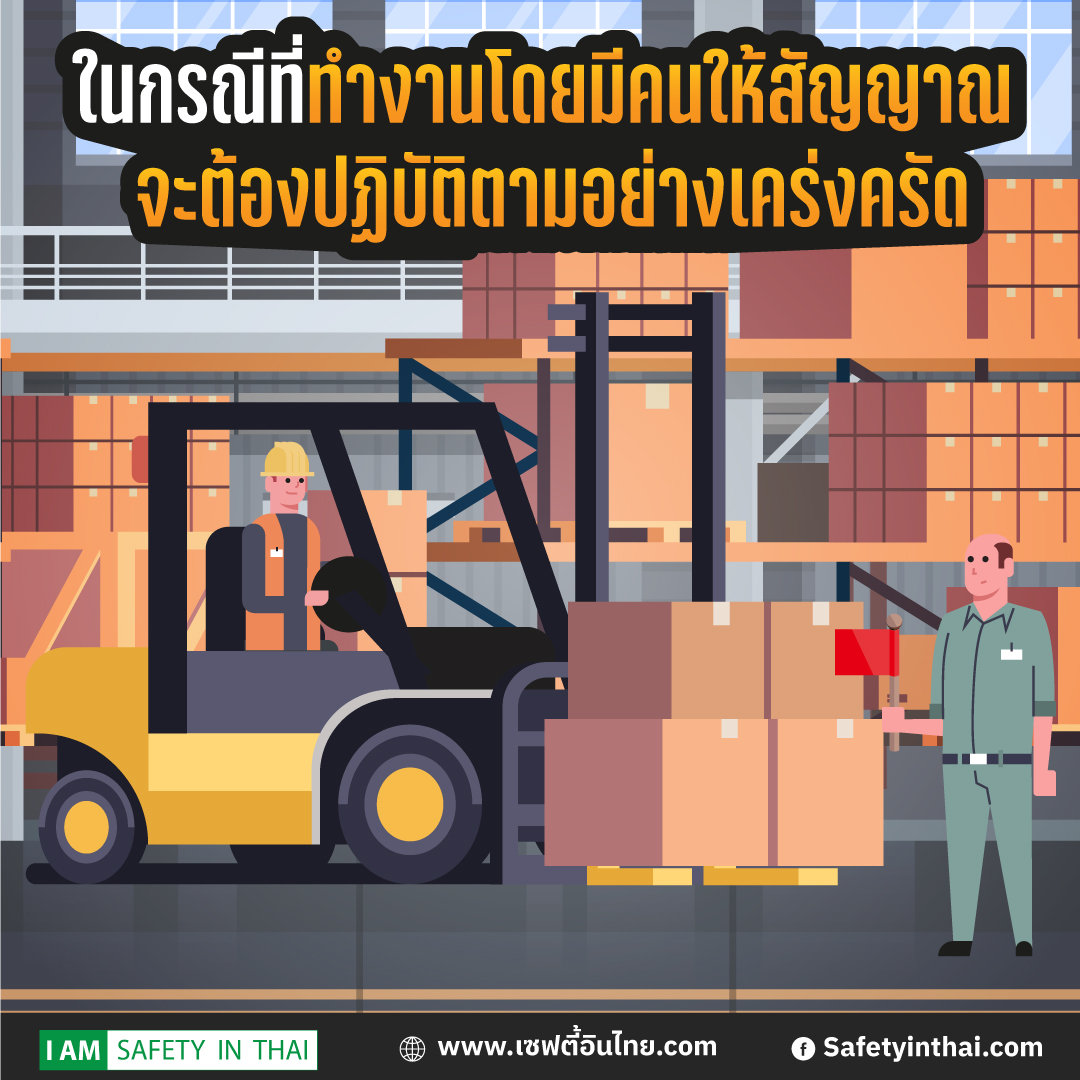 ในกรณีที่ทำงานโดยมีคนให้สัญญาณ
จะต้องปฏิบัติตามอย่างเคร่งครัด
I AM SAFETY IN THAI
www.เซฟตี้อินไทย.com
Safetyinthai.com